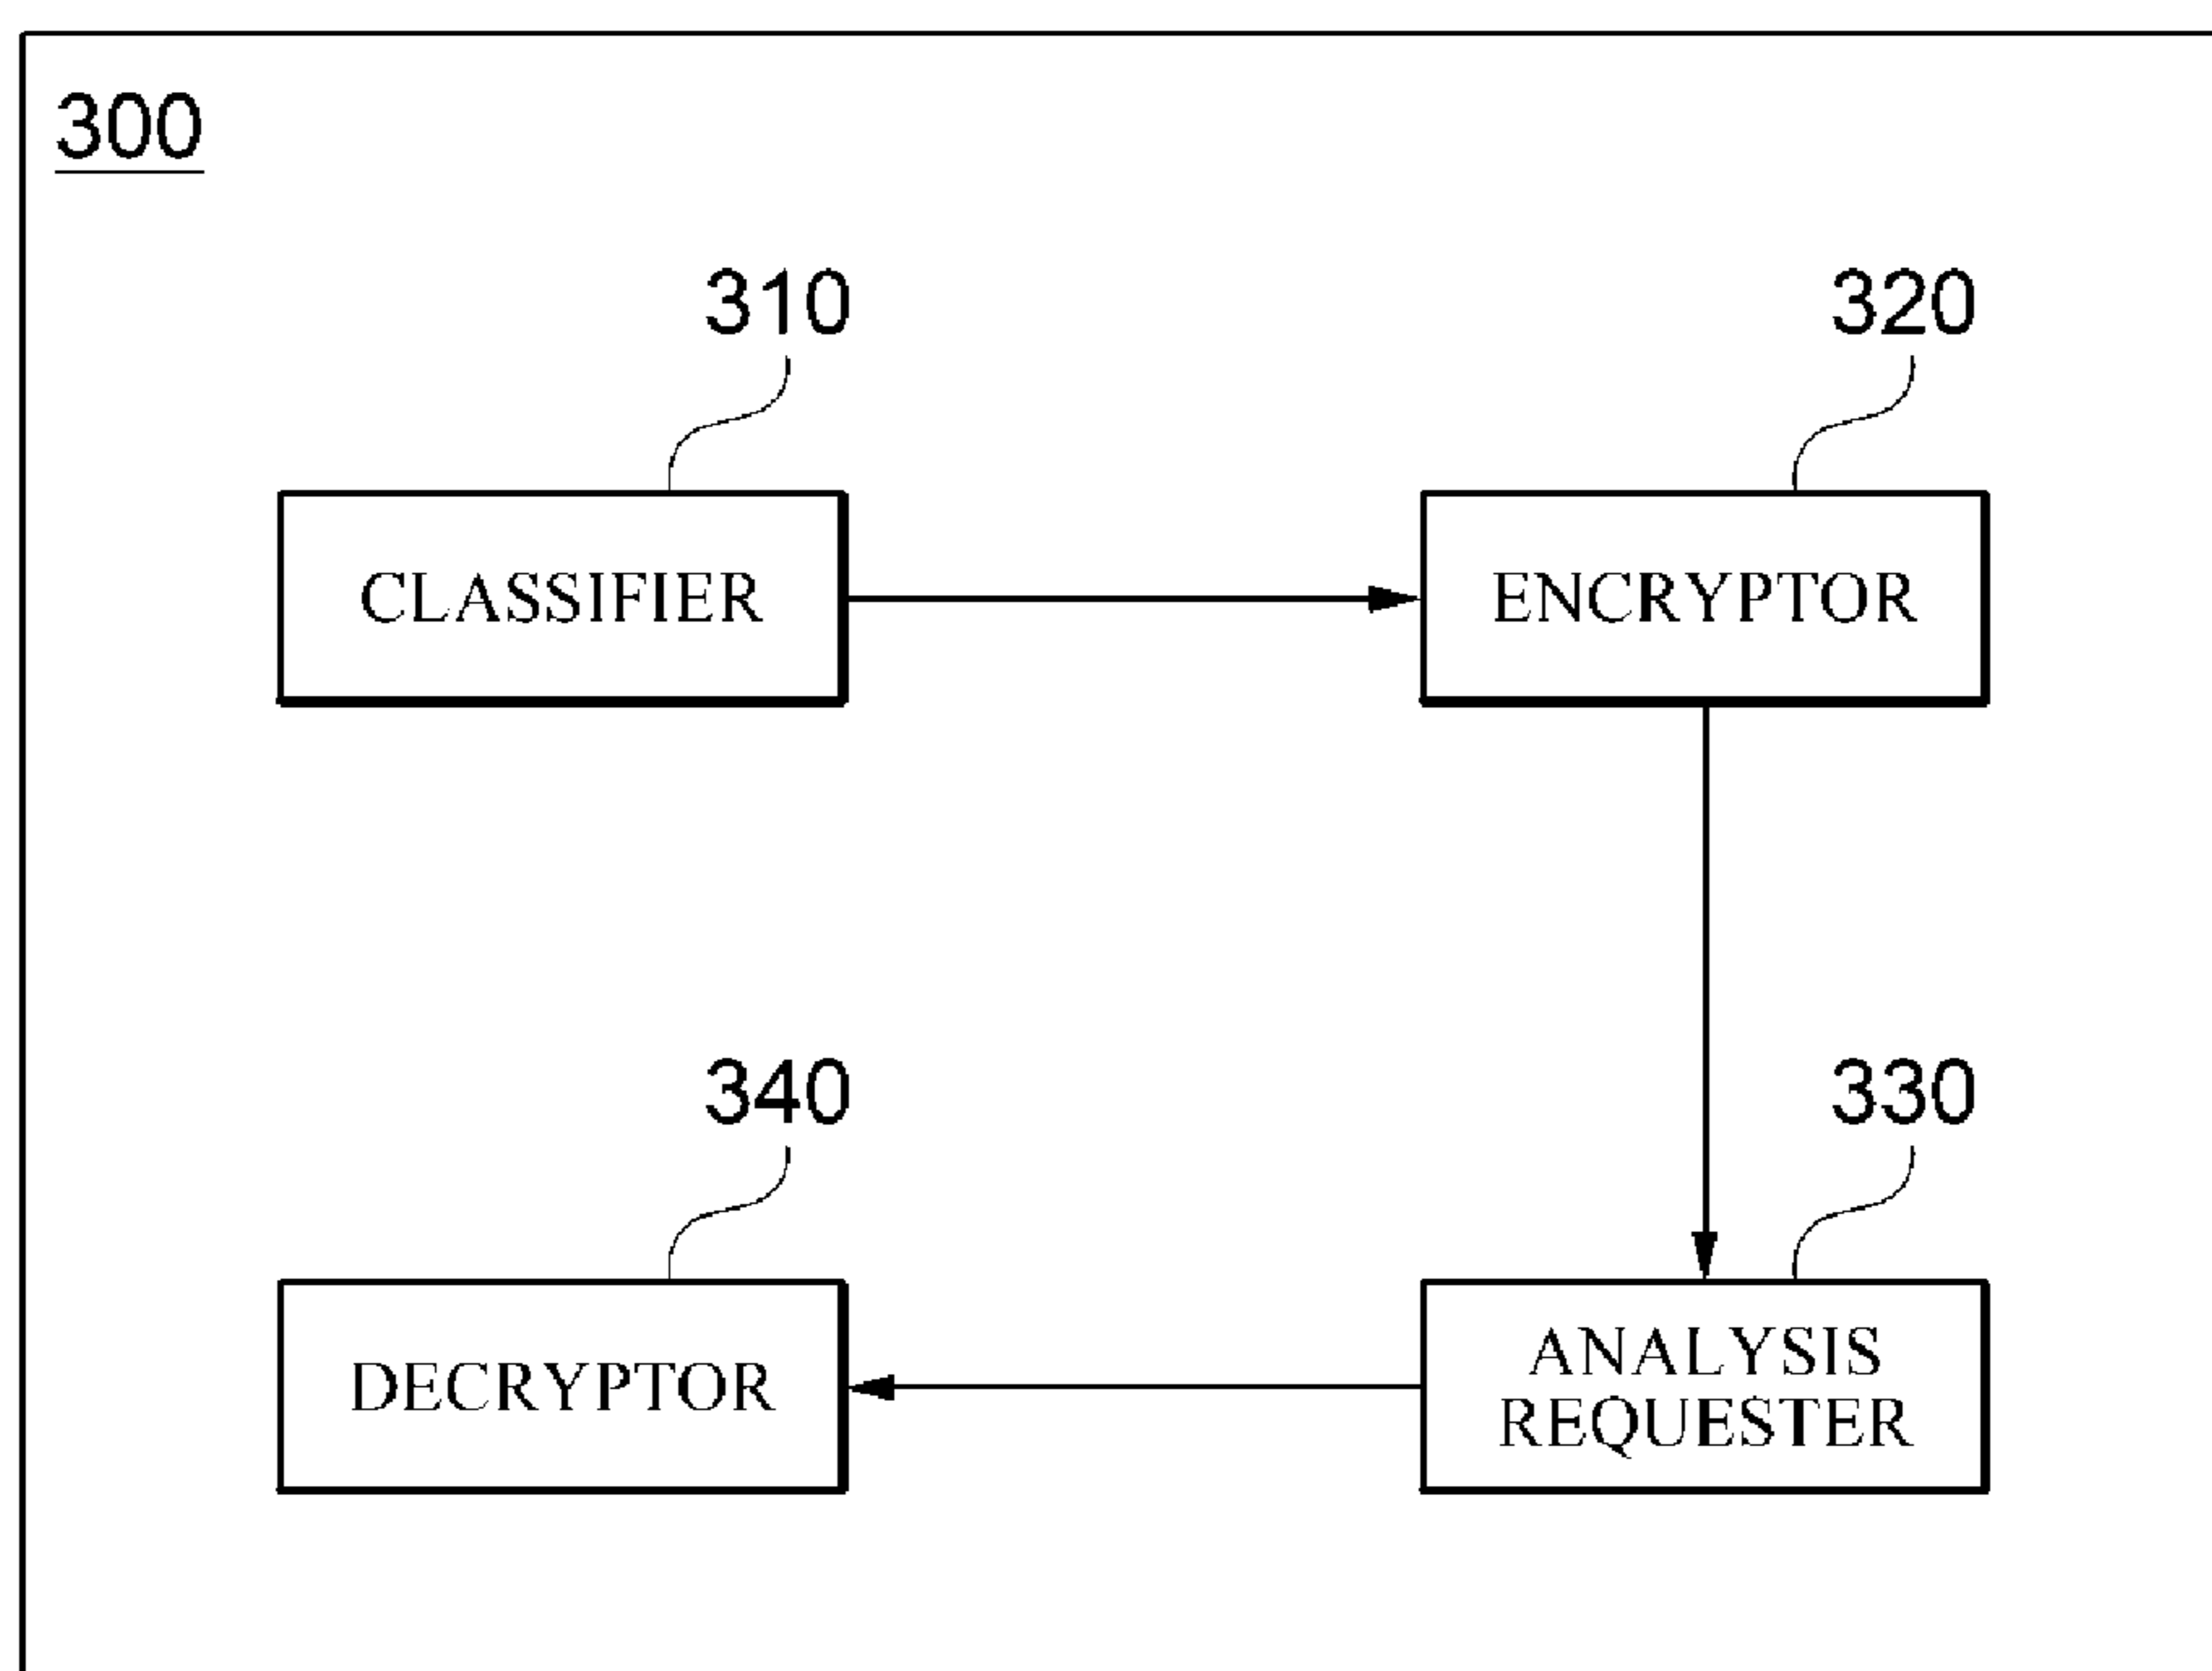 300
310
320
CLASSIFIER
ENCRYPTOR
340
330
DECRYPTOR
ANALYSIS
REQUESTER